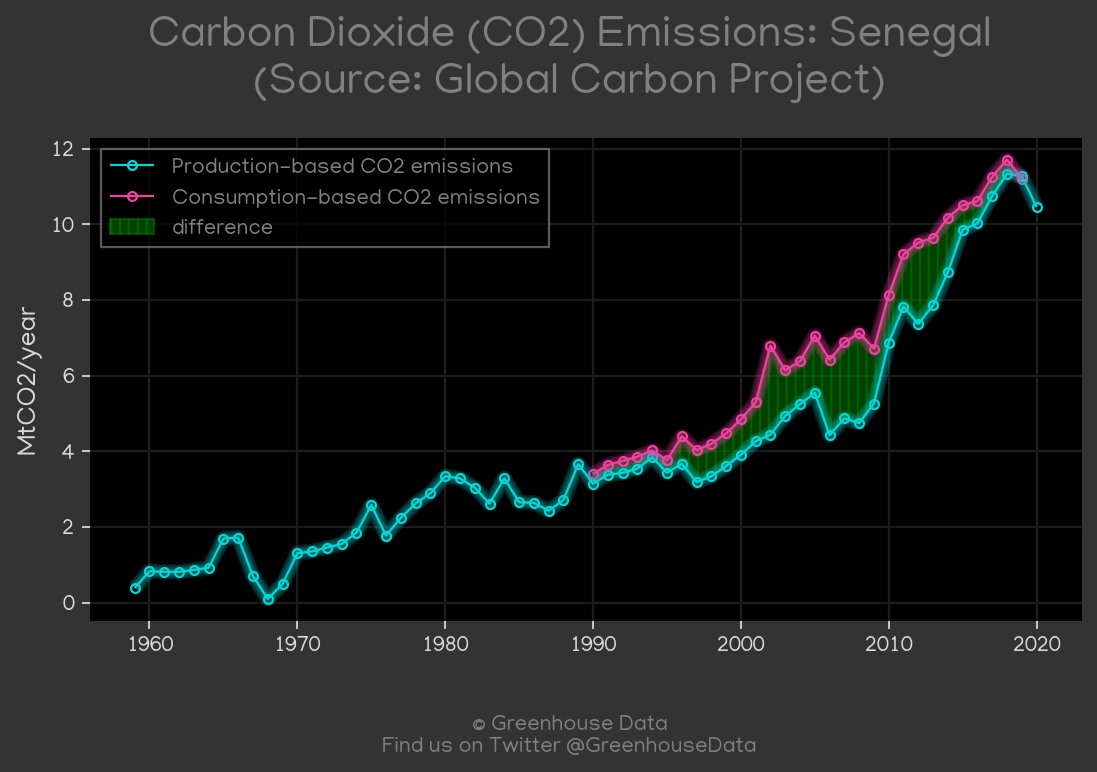 Carbon Dioxide (CO2) Emissions: Senegal
(Source: Global Carbon Project)
Production-based CO2 emissions
Consumption-based CO2 emissions
difference
MtCO2/year
12
10
8
6
4
2
0
1960 1970 1980 1990 2000 2010 2020
© Greenhouse Data
Find us on Twitter @GreenhouseData